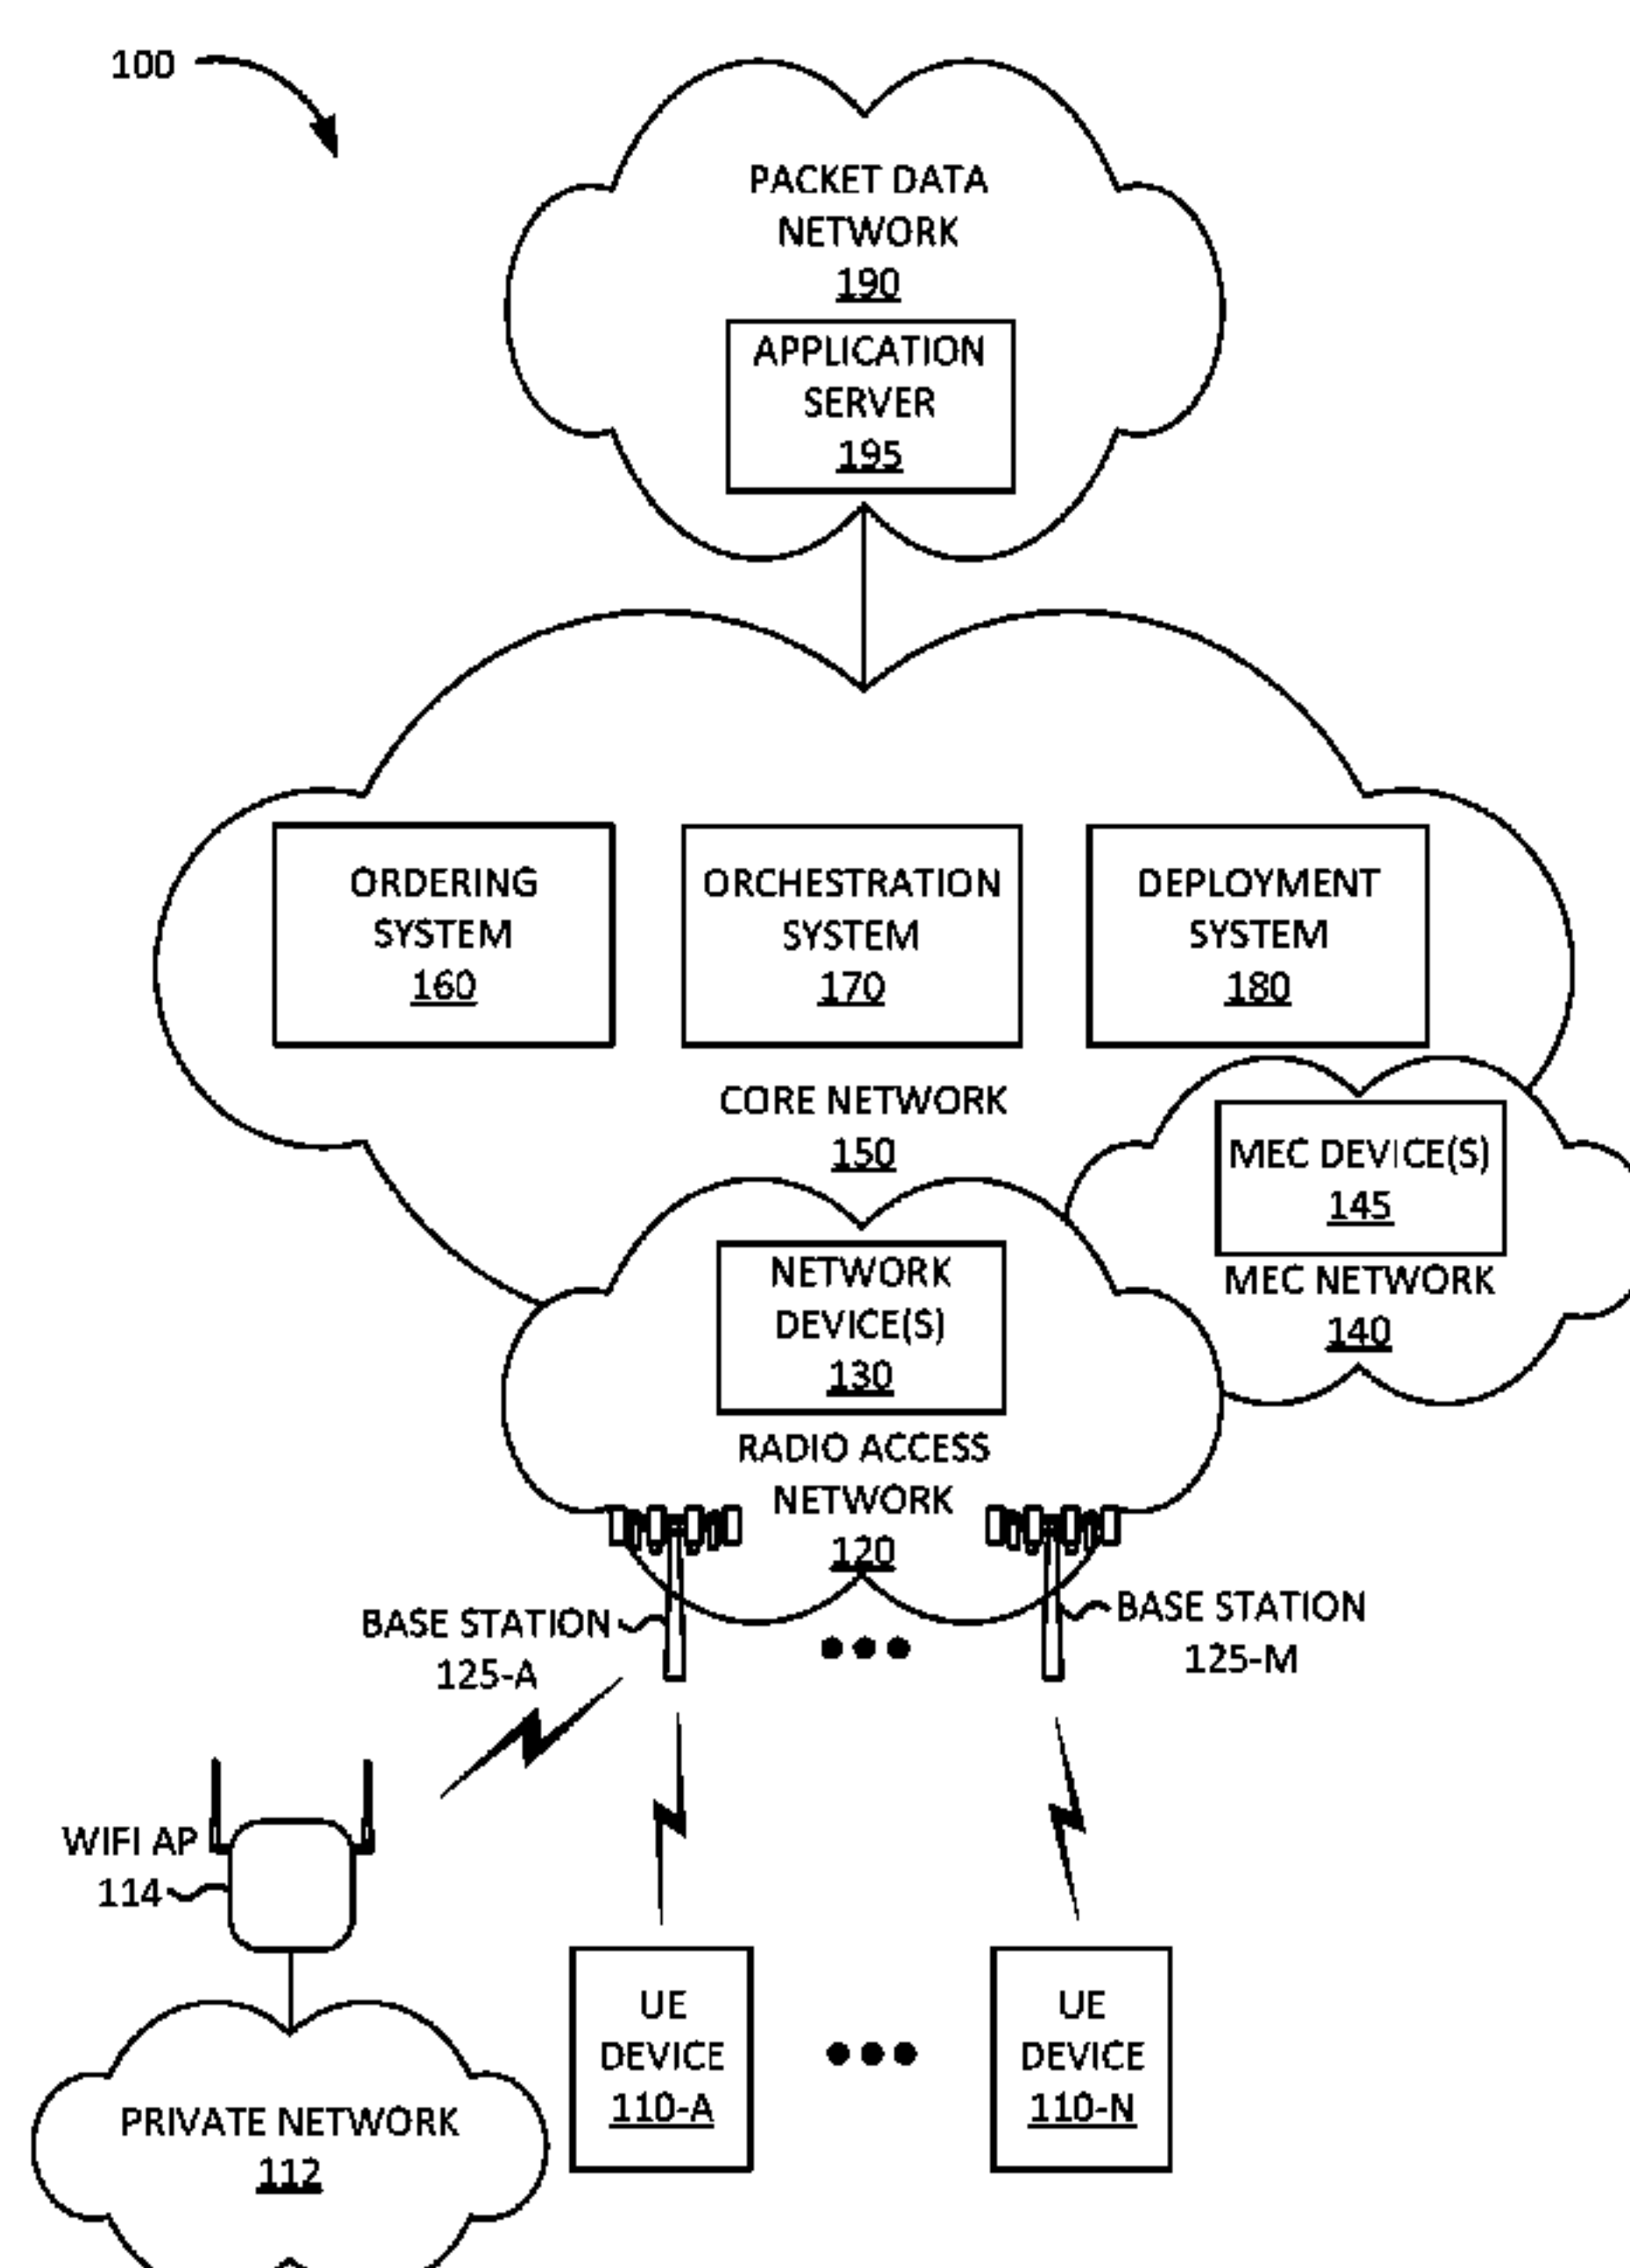 100
PACKET DATA
NETWORK
190
APPLICATION
SERVER
195
ORDERING
SYSTEM
160
ORCHESTRATION
SYSTEM
170
DEPLOYMENT
SYSTEM
180
CORE NETWORK
150
MEC DEVICE(S)
145
MEC NETWORK
140
NETWORK
DEVICE(S)
130
RADIO ACCESS
NETWORK
120
BASE STATION
125-A
BASE STATION
125-M
WIFI AP
114
UE
DEVICE
110-A
UE
DEVICE
110-N
PRIVATE NETWORK
112